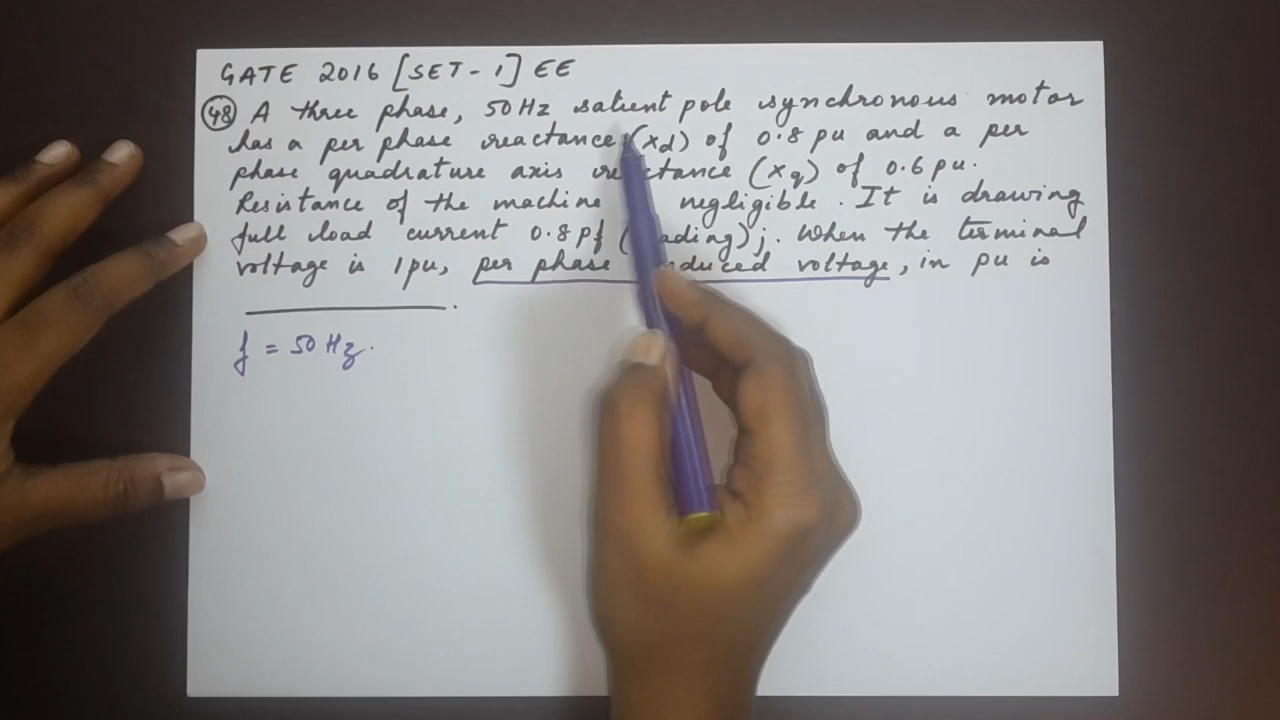 GATE 2016 [SET-1] EE
48 A three phase, 50 Hz salient pole synchronous motor
has a per phase reactance (Xd) of 0.8 pu and a per
phase quadrature axis reactance (Xq) of 0.6 pu.
Resistance of the machine negligible. It is drawing
full load current 0.8 pf (leading);. When the terminal
voltage is 1pu, per phase induced voltage, in pu is
f = 50 Hz.